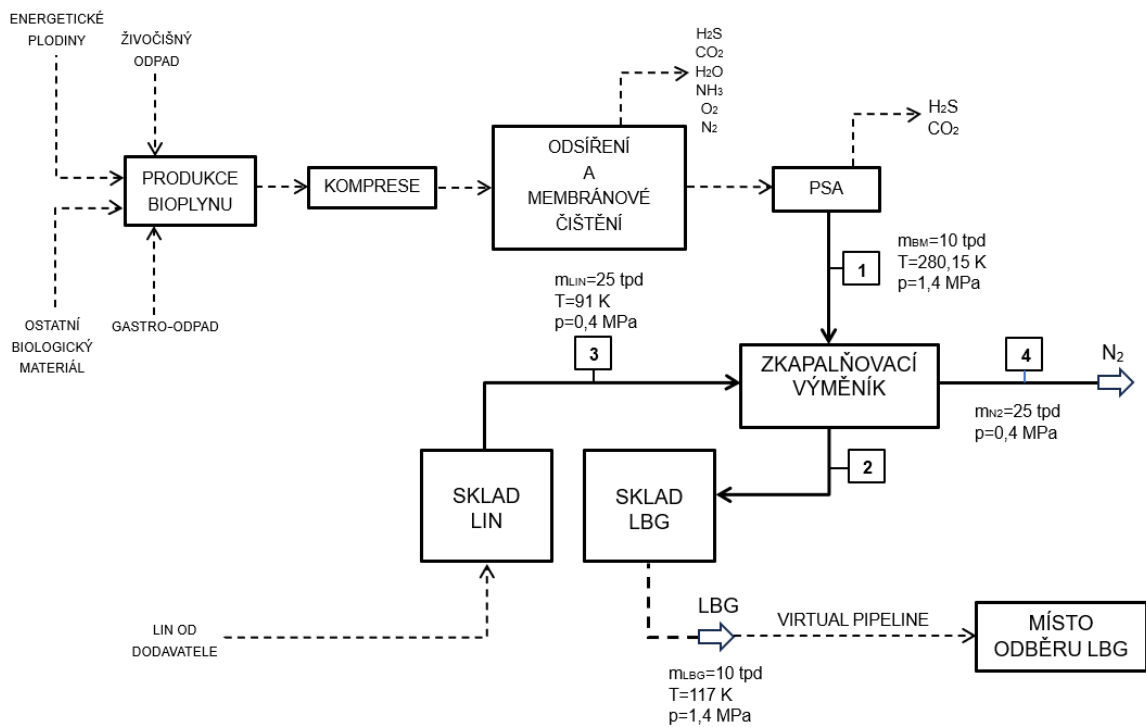 ENERGETICKÉ
PLODINY
ŽIVOČIŠNÝ
ODPAD
PRODUKCE
BIOPLYNU
OSTATNÍ
BIOLOGICKÝ
MATERIÁL
GASTRO-ODPAD
KOMPRESE
ODSÍŘENÍ
A
MEMBRÁNOVÉ
ČIŠTĚNÍ
H₂S
CO₂
H₂O
NH₃
O₂
N₂
PSA
H₂S
CO₂
1
mBM=10 tpd
T=280,15 K
p=1,4 MPa
mLIN=25 tpd
T=91 K
p=0,4 MPa
3
ZKAPALŇOVACÍ
VÝMĚNÍK
4
N₂
mN2=25 tpd
p=0,4 MPa
2
SKLAD
LIN
SKLAD
LBG
LIN OD
DODAVATELE
LBG
VIRTUAL PIPELINE
MÍSTO
ODBĚRU LBG
mLBG=10 tpd
T=117 K
p=1,4 MPa